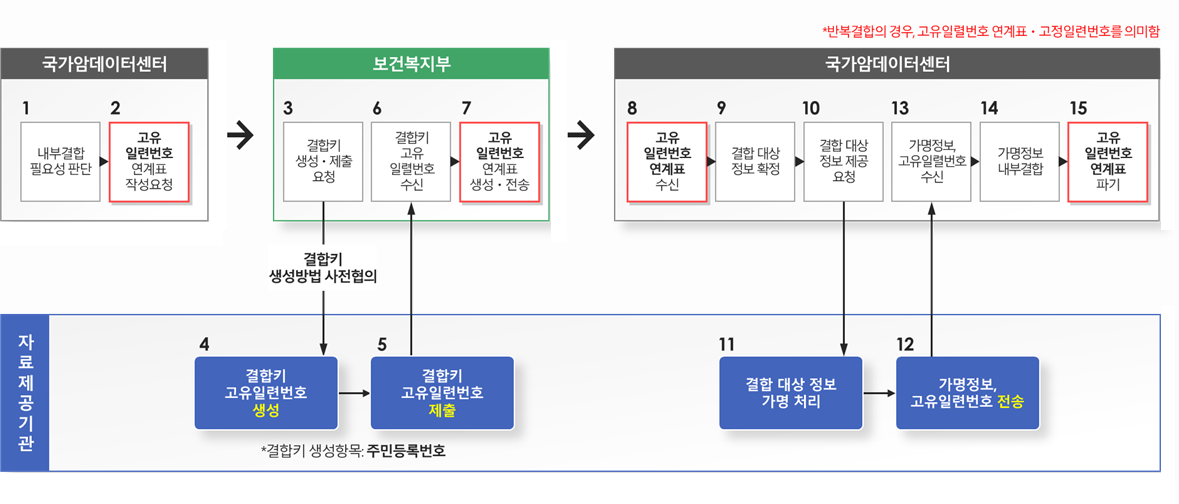 *반복결합의 경우, 고유일렬번호 연계표・고정일련번호를 의미함
국가암데이터센터
1
내부결합
필요성 판단
2
고유
일련번호
연계표
작성요청
보건복지부
3
결합키
생성・제출
요청
6
결합키
고유
일렬번호
수신
7
고유
일련번호
연계표
생성・전송
국가암데이터센터
8
고유
일련번호
연계표
수신
9
결합 대상
정보 확정
10
결합 대상
정보 제공
요청
13
가명정보,
고유일렬번호
수신
14
가명정보
내부결합
15
고유
일련번호
연계표
파기
결합키
생성방법 사전협의
자료제공기관
4
결합키
고유일련번호
생성
5
결합키
고유일련번호
제출
11
결합 대상 정보
가명 처리
12
가명정보,
고유일련번호 전송
*결합키 생성항목: 주민등록번호